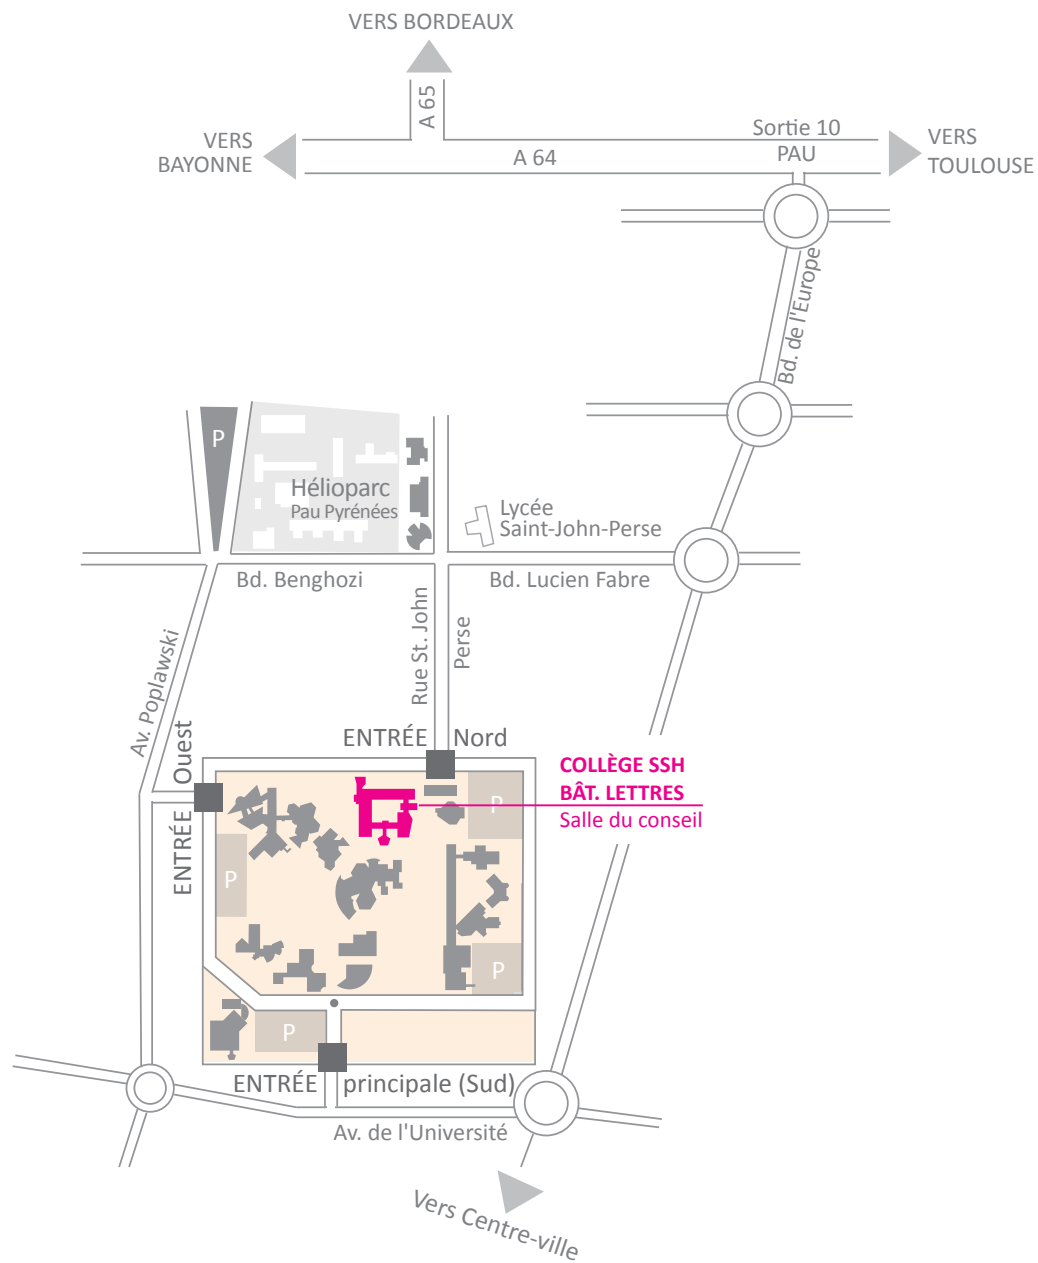 VERS BORDEAUX
A 65
VERS
BAYONNE
A 64
Sortie 10
PAU
VERS
TOULOUSE
Bd. de l'Europe
P
Hélioparc
Pau Pyrénées
Lycée
Saint-John-Perse
Bd. Benghozi
Bd. Lucien Fabre
Av. Poplawski
Rue St. John
Perse
ENTRÉE Nord
ENTRÉE Ouest
COLLÈGE SSH
BÂT. LETTRES
Salle du conseil
P
P
P
P
ENTRÉE principale (Sud)
Av. de l'Université
Vers Centre-ville